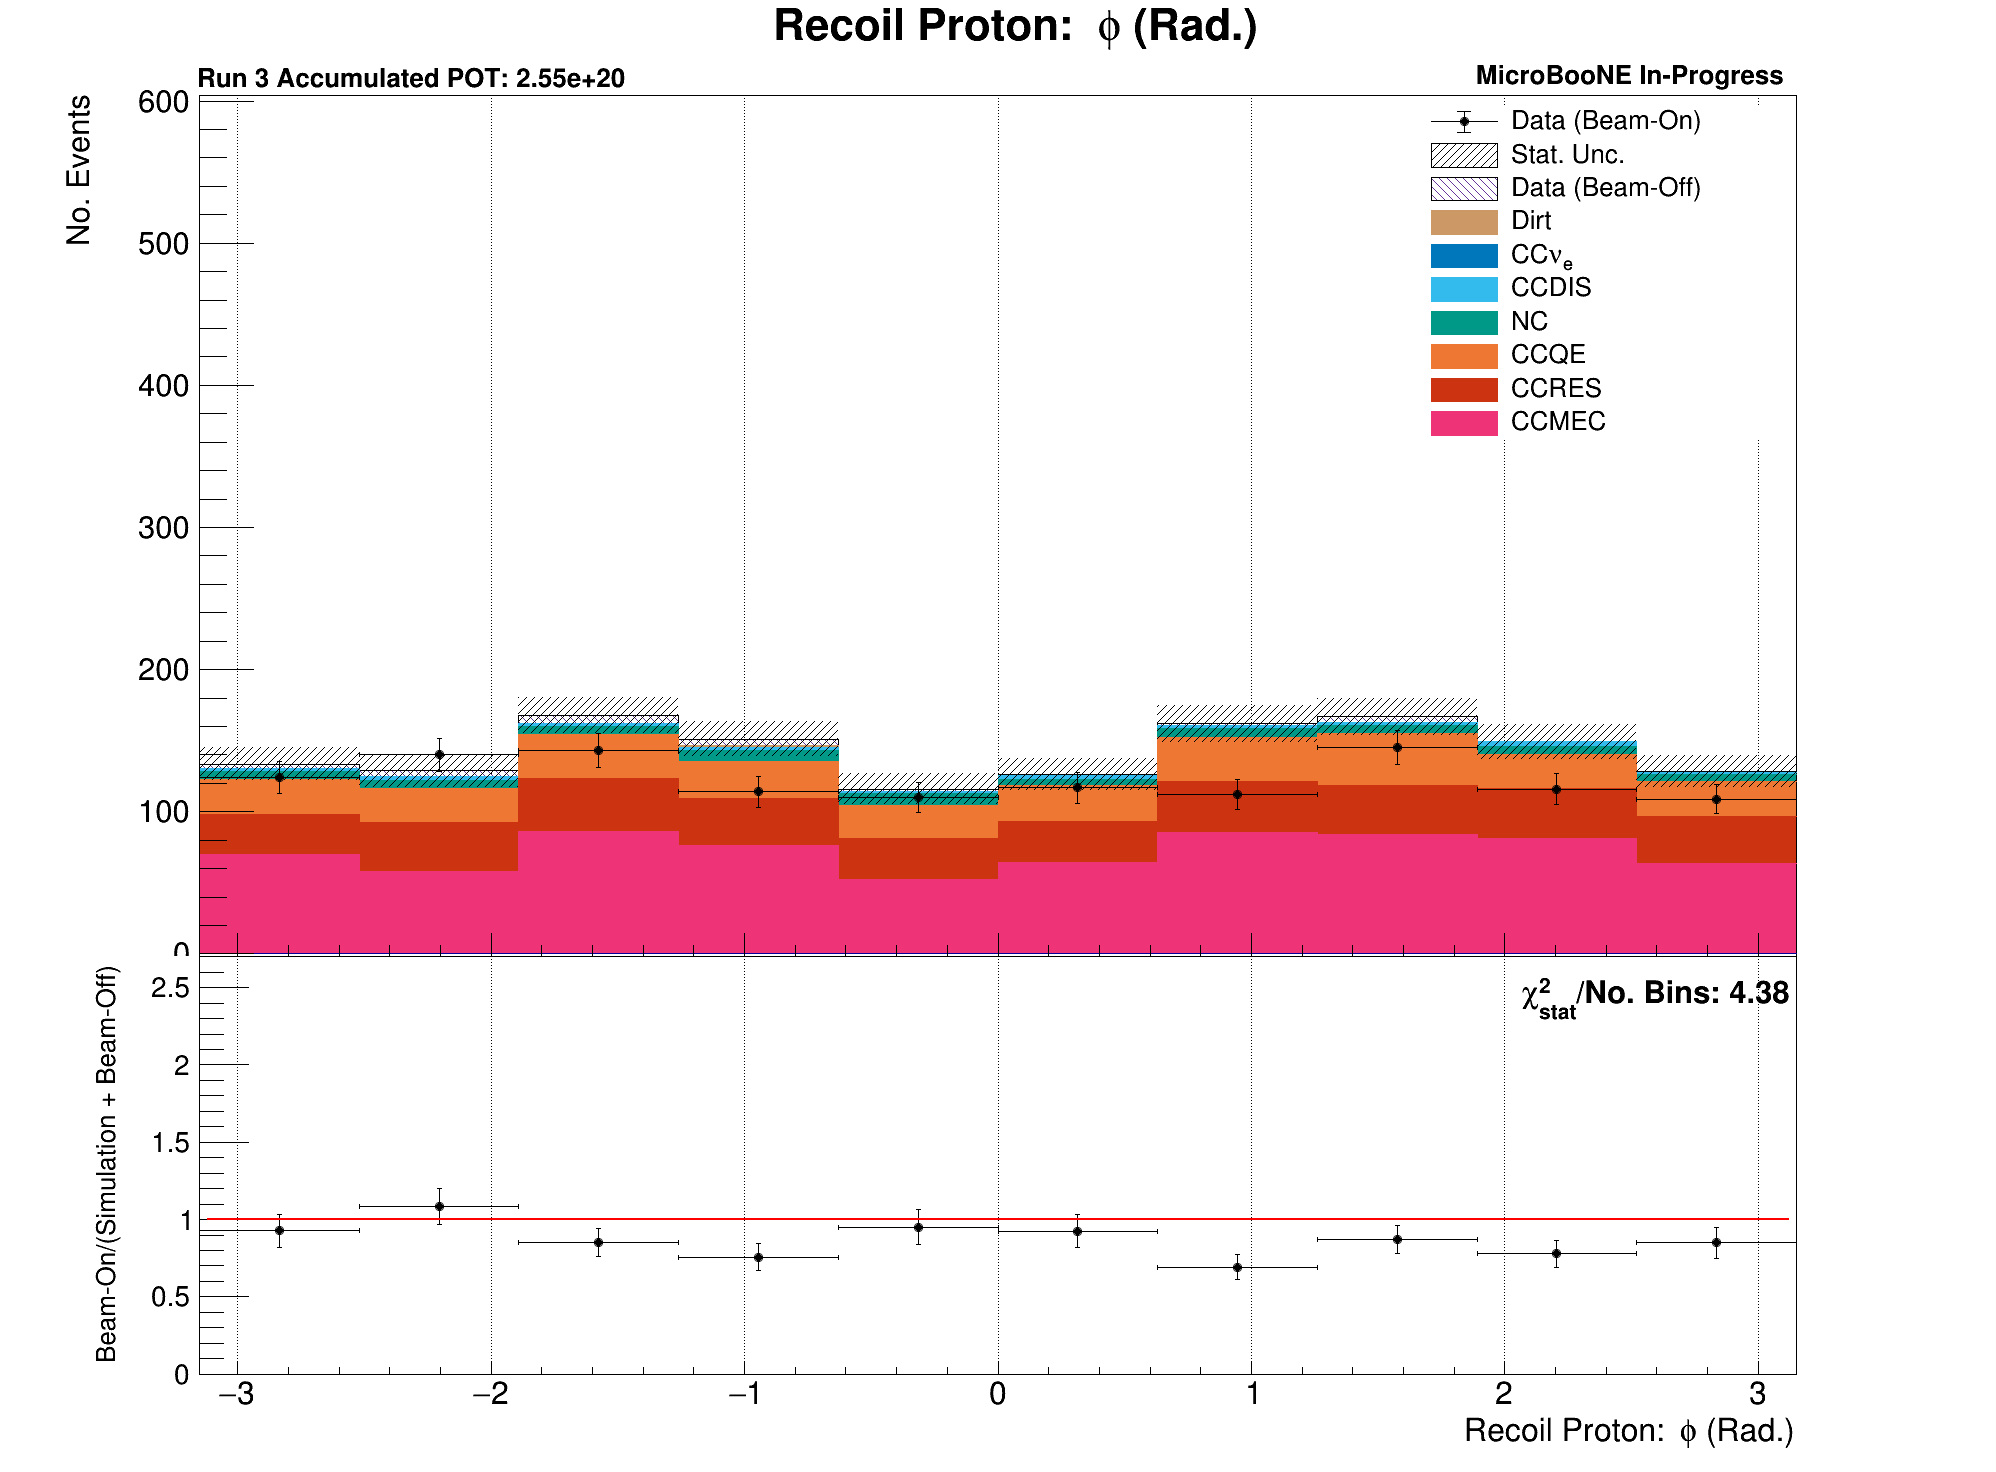 Recoil Proton: ϕ (Rad.)
Run 3 Accumulated POT: 2.55e+20
MicroBooNE In-Progress
No. Events
600
500
400
300
200
100
0
Data (Beam-On)
Stat. Unc.
Data (Beam-Off)
Dirt
CCνe
CCDIS
NC
CCQE
CCRES
CCMEC
Beam-On/(Simulation + Beam-Off)
2.5
2
1.5
1
0.5
0
χ²stat/No. Bins: 4.38
−3 −2 −1 0 1 2 3
Recoil Proton: ϕ (Rad.)